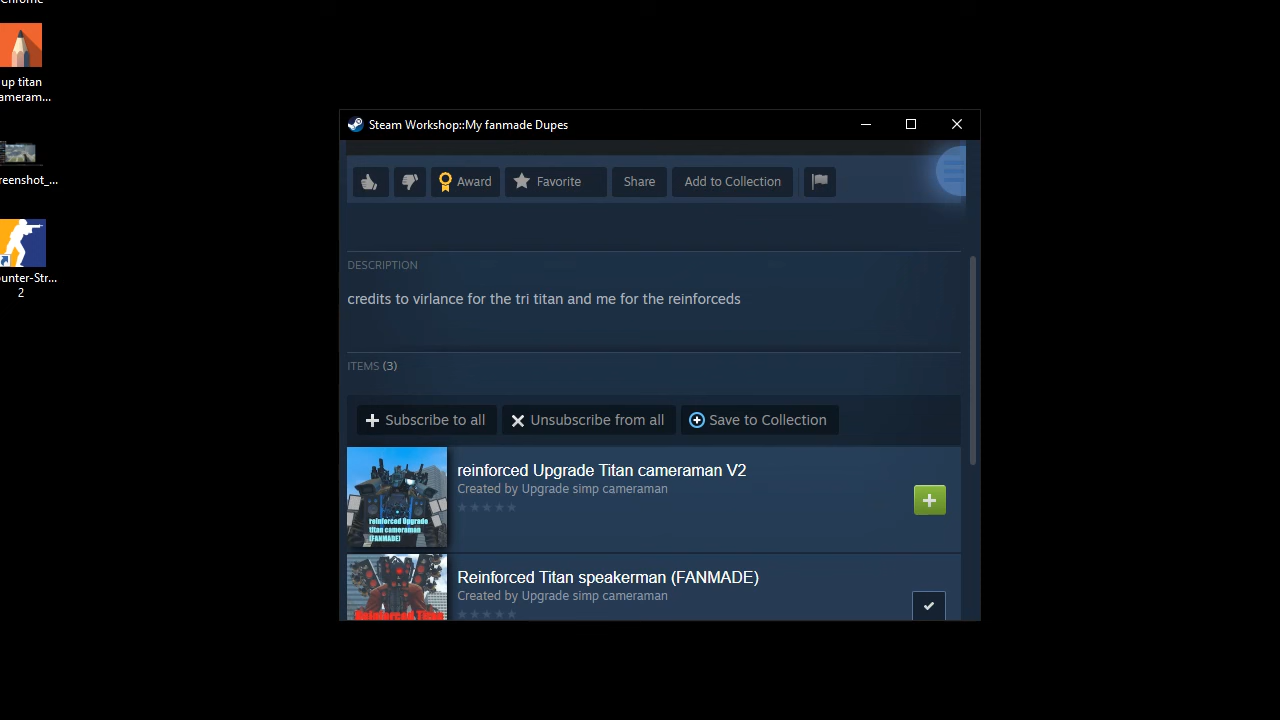 Chrome
up titan
ameram...
reenshot_...
ounter-Str...
2
Steam Workshop::My fanmade Dupes
Award
Favorite
Share
Add to Collection
DESCRIPTION
credits to virlance for the tri titan and me for the reinforceds
ITEMS (3)
Subscribe to all
Unsubscribe from all
Save to Collection
reinforced Upgrade Titan cameraman V2
Created by Upgrade simp cameraman
reinforced Upgrade
titan cameraman
(FANMADE)
Reinforced Titan speakerman (FANMADE)
Created by Upgrade simp cameraman
Reinforced Titan